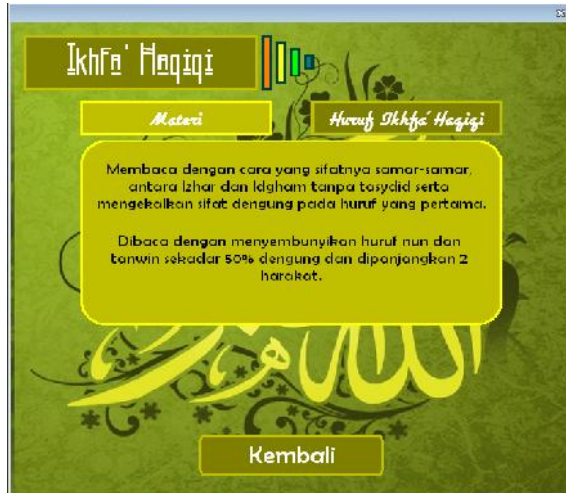 Ikhfa' Haqiqi
Materi
Huruf Ikhfa' Haqiqi
Membaca dengan cara yang sifatnya samar-samar,
antara Izhar dan Idgham tanpa tasydid serta
mengekalkan sifat dengung pada huruf yang pertama.
Dibaca dengan menyembunyikan huruf nun dan
tanwin sekadar 50% dengung dan dipanjangkan 2
harakat.
الله
Kembali